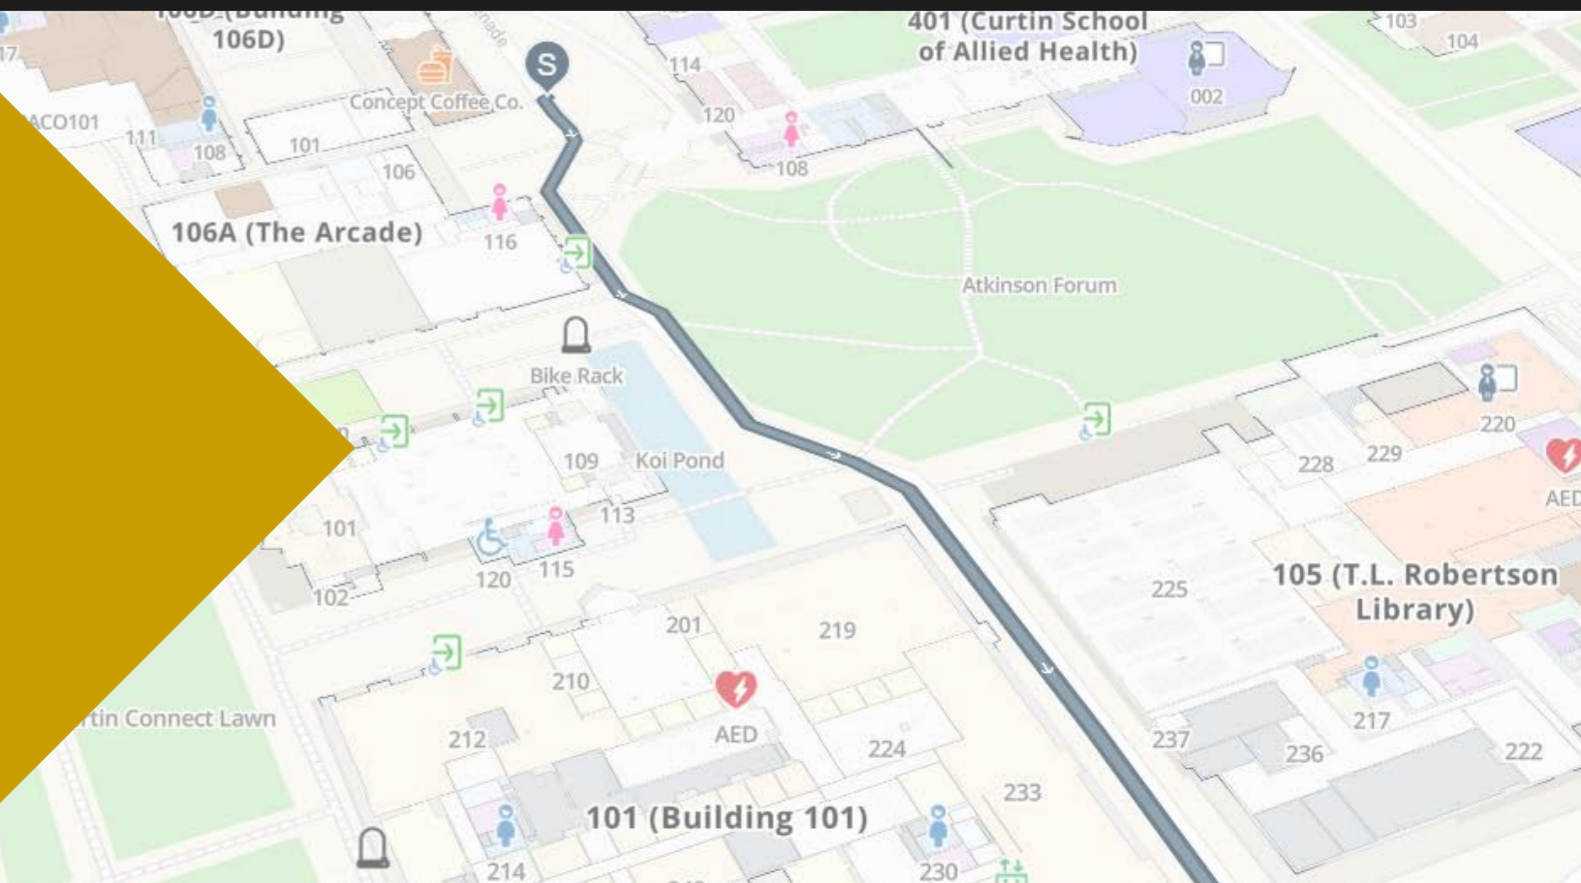 106D)
401 (Curtin School
of Allied Health)
103
104
17
S
114
002
Concept Coffee Co.
120
ACO101
111
108
101
106
108
106A (The Arcade)
116
Atkinson Forum
Bike Rack
220
229
228
109
Koi Pond
AED
113
101
115
120
102
225
105 (T.L. Robertson
Library)
201
219
210
rtin Connect Lawn
AED
212
224
237
236
217
222
233
101 (Building 101)
214
230